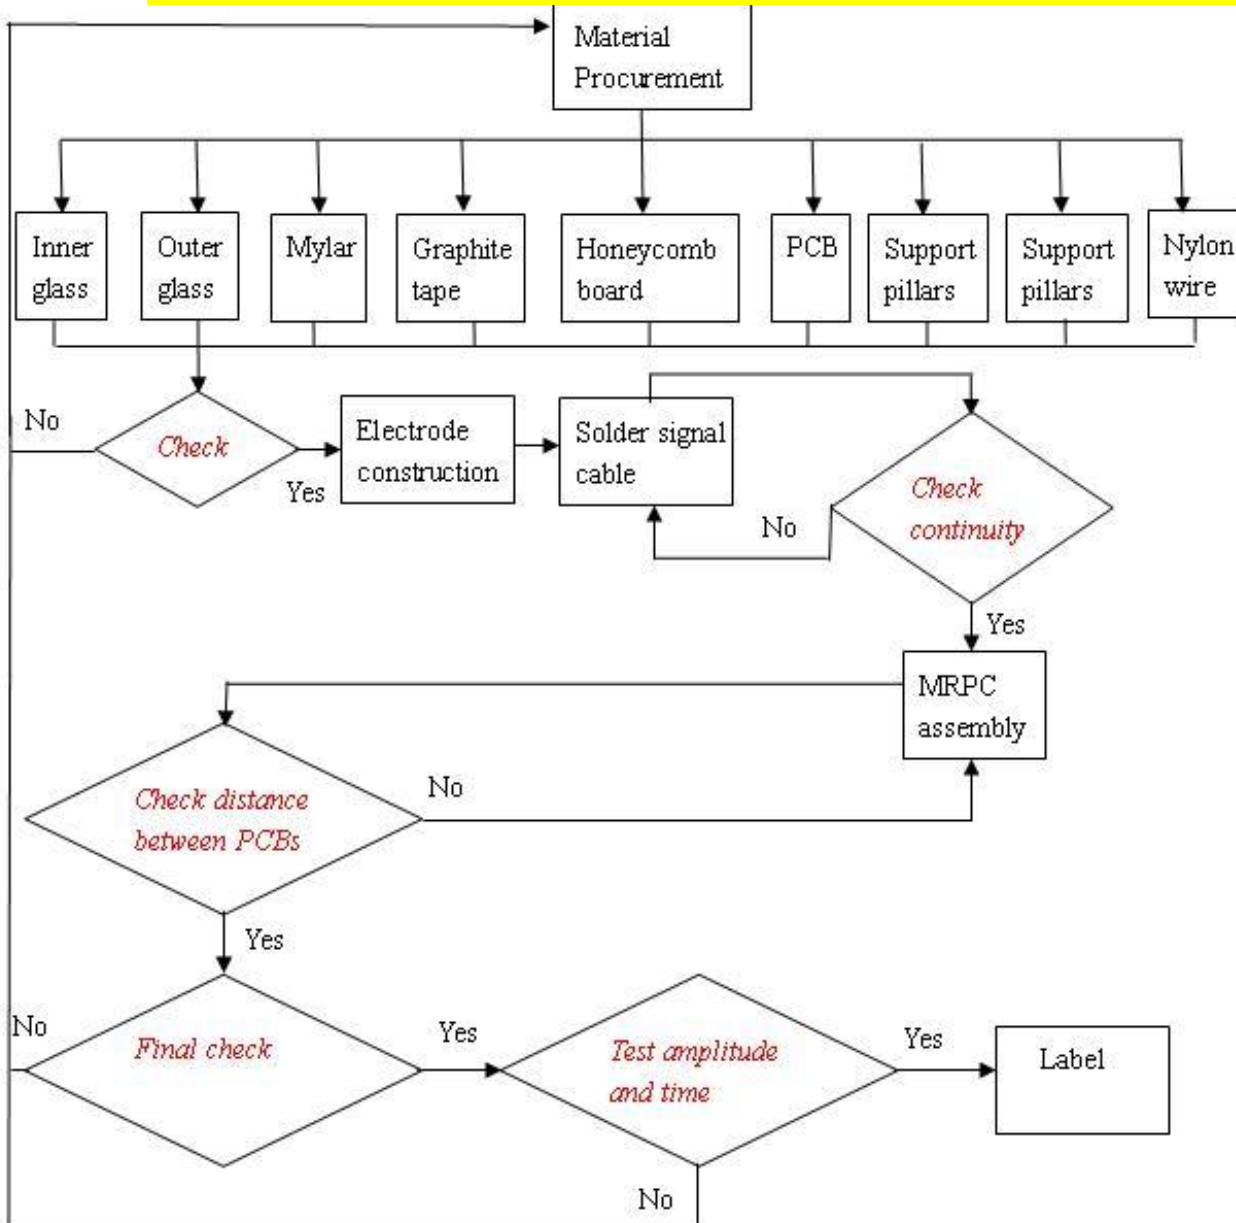 Material
Procurement
Inner
glass
Outer
glass
Mylar
Graphite
tape
Honeycomb
board
PCB
Support
pillars
Support
pillars
Nylon
wire
No
Check
Yes
Electrode
construction
Solder signal
cable
No
Check
continuity
Yes
MRPC
assembly
Check distance
between PCBs
No
Yes
No
Final check
Yes
Test amplitude
and time
Yes
Label
No